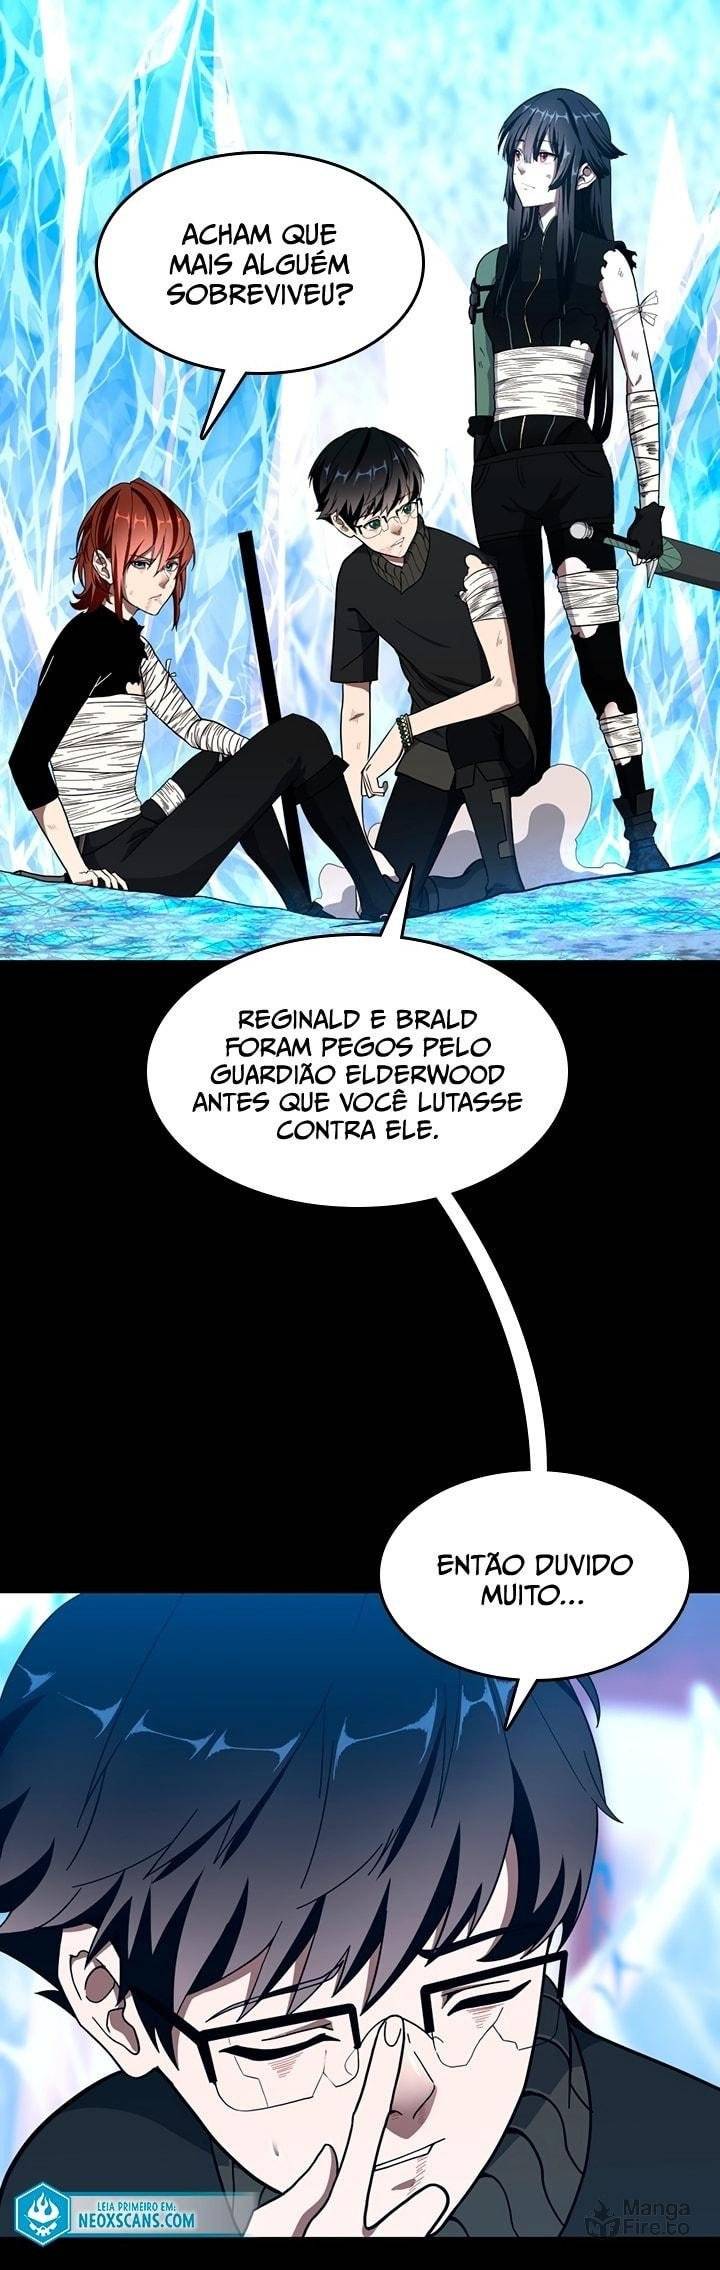 ACHAM QUE
MAIS ALGUÉM
SOBREVIVEU?
REGINALD E BRALD
FORAM PEGOS PELO
GUARDIÃO ELDERWOOD
ANTES QUE VOCÊ LUTASSE
CONTRA ELE.
ENTÃO DUVIDO
MUITO...
LEIA PRIMEIRO EM:
NEOXSCANS.COM
Manga
Fire.to